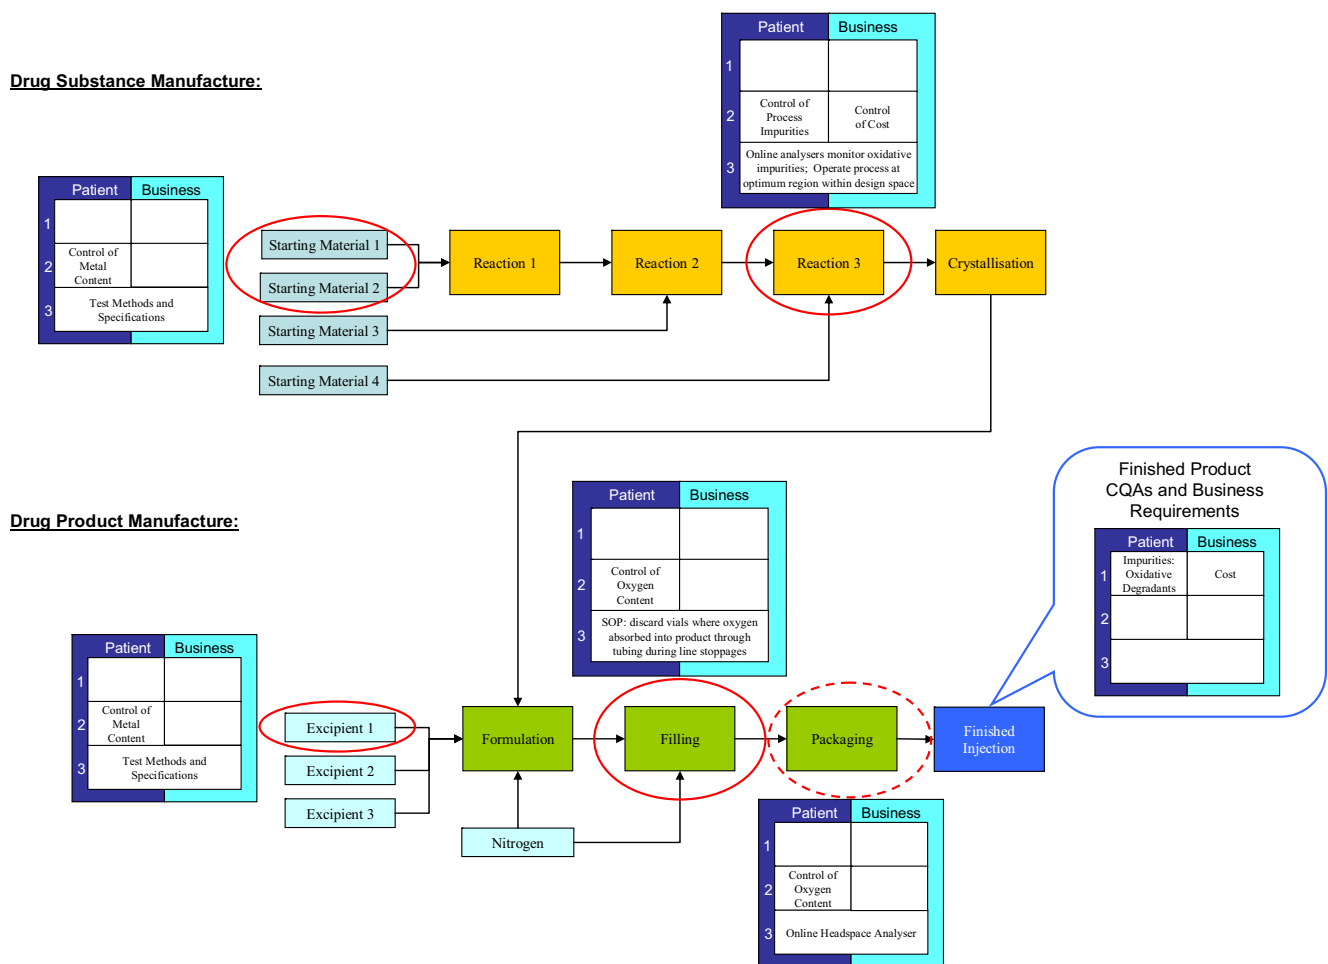 Patient Business
1
2
Control of
Process
Impurities
Control
of Cost
3
Online analysers monitor oxidative
impurities; Operate process at
optimum region within design space
Drug Substance Manufacture:
Patient Business
1
2
Control of
Metal
Content
3
Test Methods and
Specifications
Starting Material 1
Starting Material 2
Starting Material 3
Starting Material 4
Reaction 1
Reaction 2
Reaction 3
Crystallisation
Drug Product Manufacture:
Patient Business
1
2
Control of
Oxygen
Content
3
SOP: discard vials where oxygen
absorbed into product through
tubing during line stoppages
Finished Product
CQAs and Business
Requirements
Patient Business
1
Impurities:
Oxidative
Degradants
Cost
2
3
Patient Business
1
2
Control of
Metal
Content
3
Test Methods and
Specifications
Excipient 1
Excipient 2
Excipient 3
Nitrogen
Formulation
Filling
Packaging
Finished
Injection
Patient Business
1
2
Control of
Oxygen
Content
3
Online Headspace Analyser